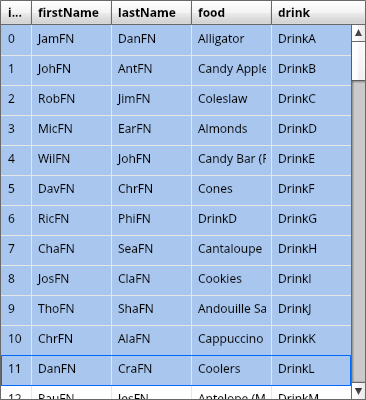 i... firstName lastName food drink
0 JamFN DanFN Alligator DrinkA
1 JohFN AntFN Candy Apple DrinkB
2 RobFN JimFN Coleslaw DrinkC
3 MicFN EarFN Almonds DrinkD
4 WilFN JohFN Candy Bar (F DrinkE
5 DavFN ChrFN Cones DrinkF
6 RicFN PhiFN DrinkD DrinkG
7 ChaFN SeaFN Cantaloupe DrinkH
8 JosFN ClaFN Cookies DrinkI
9 ThoFN ShaFN Andouille Sa DrinkJ
10 ChrFN AlaFN Cappuccino DrinkK
11 DanFN CraFN Coolers DrinkL
12 PauFN JosFN Antelope (M DrinkM